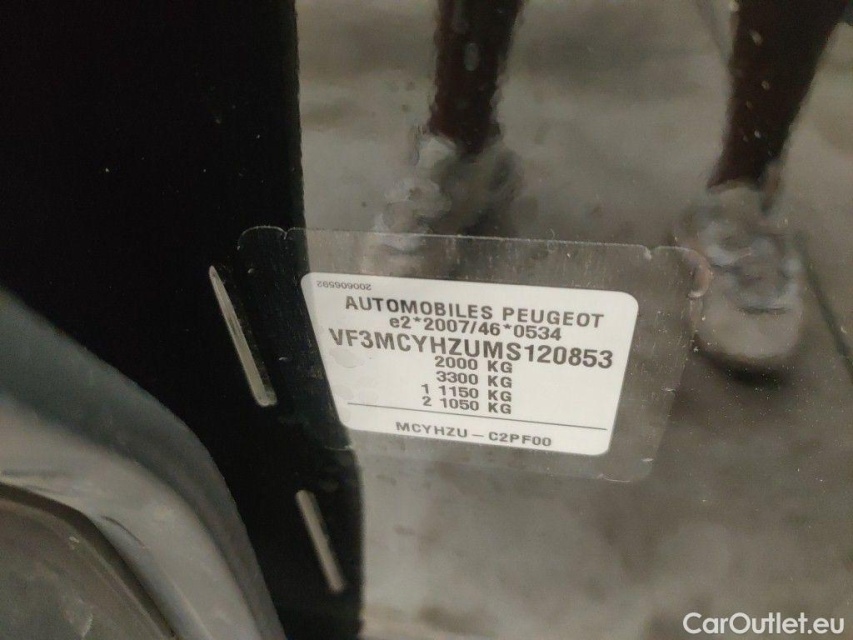 2006060592
AUTOMOBILES PEUGEOT
e2*2007/46*0534
VF3MCYHZUMS120853
2000 KG
3300 KG
1 1150 KG
2 1050 KG
MCYHZU - C2PF00
CarOutlet.eu